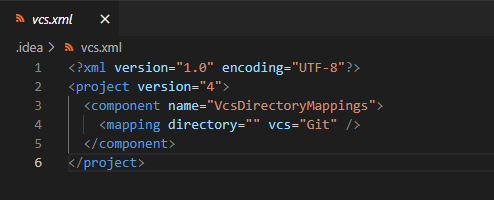 vcs.xml ×
.idea > vcs.xml
1 <?xml version="1.0" encoding="UTF-8"?>
2 <project version="4">
3 <component name="VcsDirectoryMappings">
4 <mapping directory="" vcs="Git" />
5 </component>
6 </project>